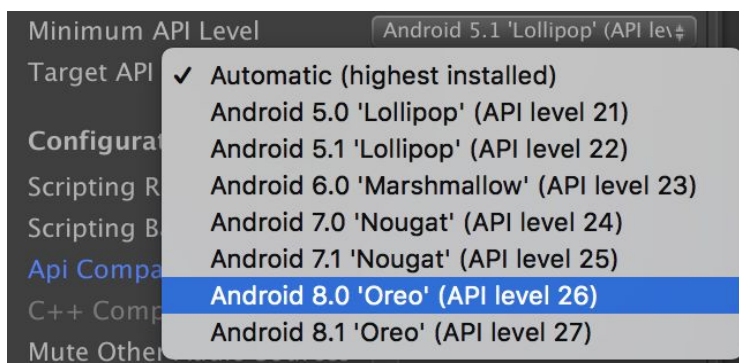 Minimum API Level Android 5.1 'Lollipop' (API lev
Target API ✓ Automatic (highest installed)
Android 5.0 'Lollipop' (API level 21)
Configurat Android 5.1 'Lollipop' (API level 22)
Scripting R Android 6.0 'Marshmallow' (API level 23)
Scripting B Android 7.0 'Nougat' (API level 24)
Api Compa Android 7.1 'Nougat' (API level 25)
C++ Comp Android 8.0 'Oreo' (API level 26)
Android 8.1 'Oreo' (API level 27)
Mute Other